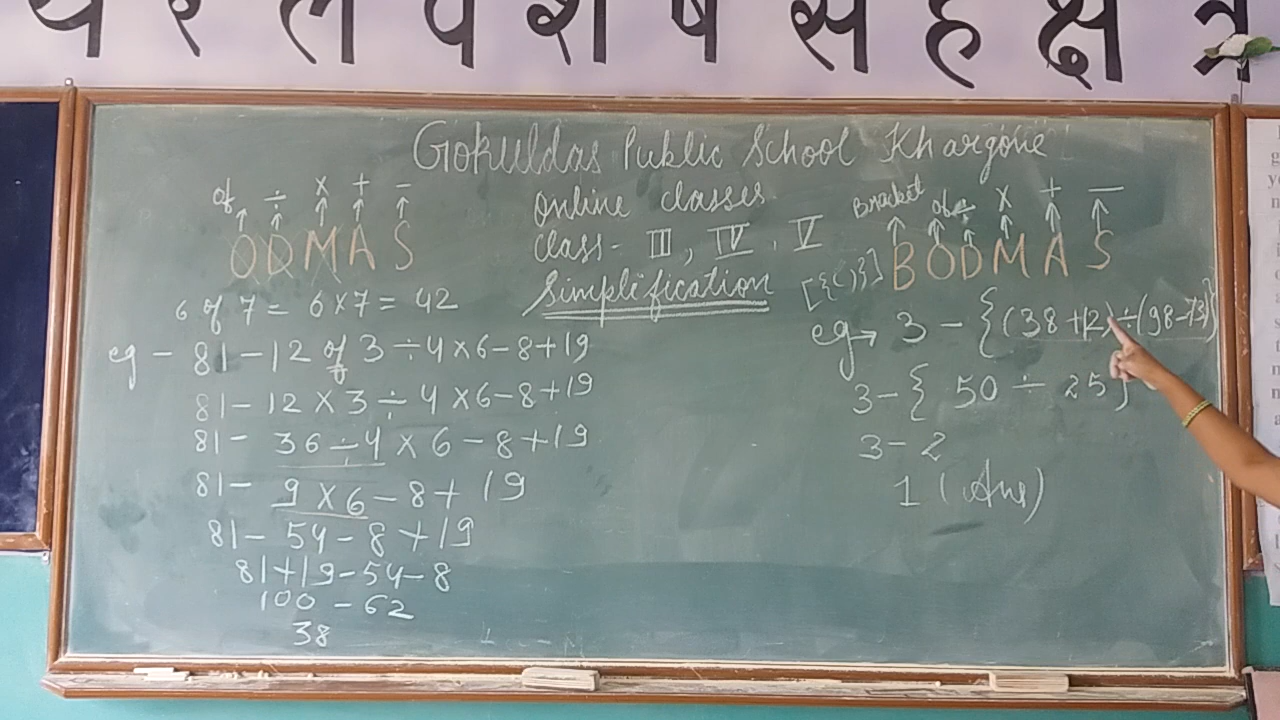 य र ल व श ष स ह क्ष त्र
Gokuldas Public School Khargone
Online classes
Class - III, IV, V
Simplification
of ÷ × + −
O D M A S
6 of 7 = 6×7 = 42
eg - 81-12 of 3 ÷ 4 × 6-8+19
81-12 × 3 ÷ 4 × 6-8+19
81- 36 ÷ 4 × 6-8+19
81- 9 × 6-8+ 19
81- 54-8+19
81+19-54-8
100 - 62
38
Bracket of ÷ × + −
[{()}] B O D M A S
eg → 3 - {(38+12)÷(98-73)}
3-{ 50 ÷ 25}
3-2
1 (Ans)